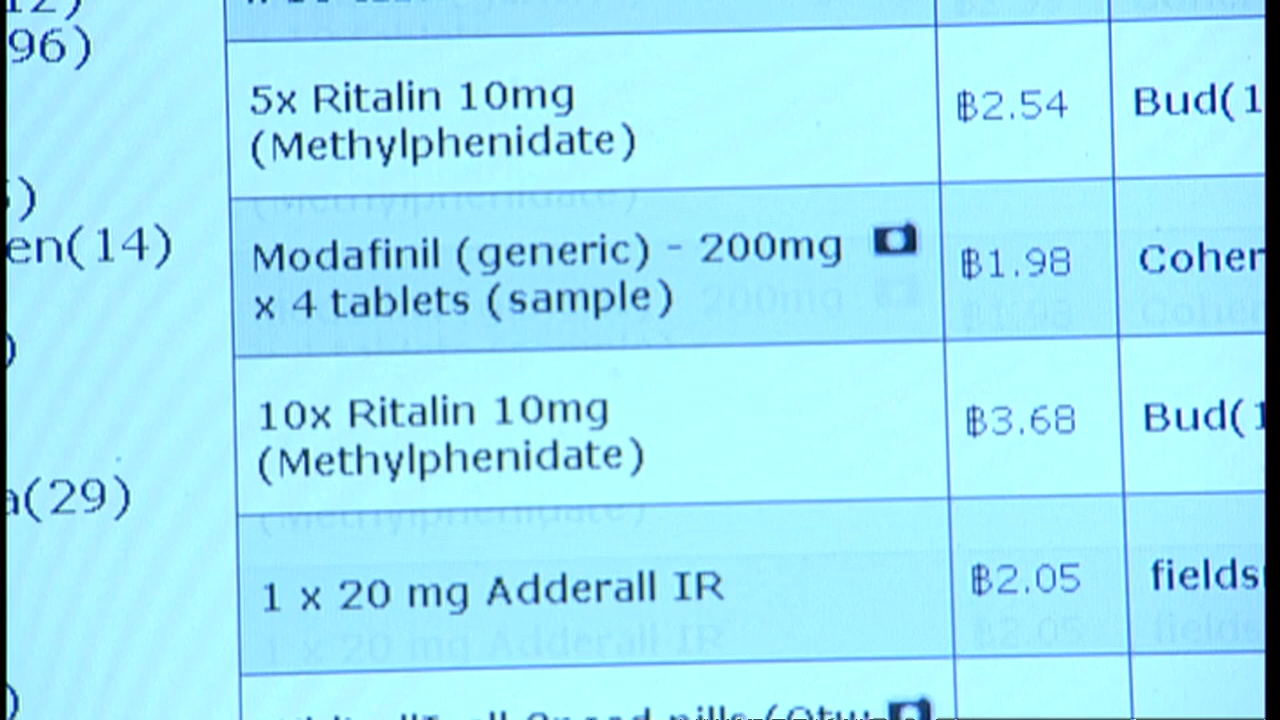 96)
5x Ritalin 10mg
(Methylphenidate)
฿2.54
Bud(1
)
en(14)
Modafinil (generic) - 200mg
x 4 tablets (sample)
฿1.98
Coher
)
10x Ritalin 10mg
(Methylphenidate)
฿3.68
Bud(1
a(29)
1 x 20 mg Adderall IR
฿2.05
fields
)